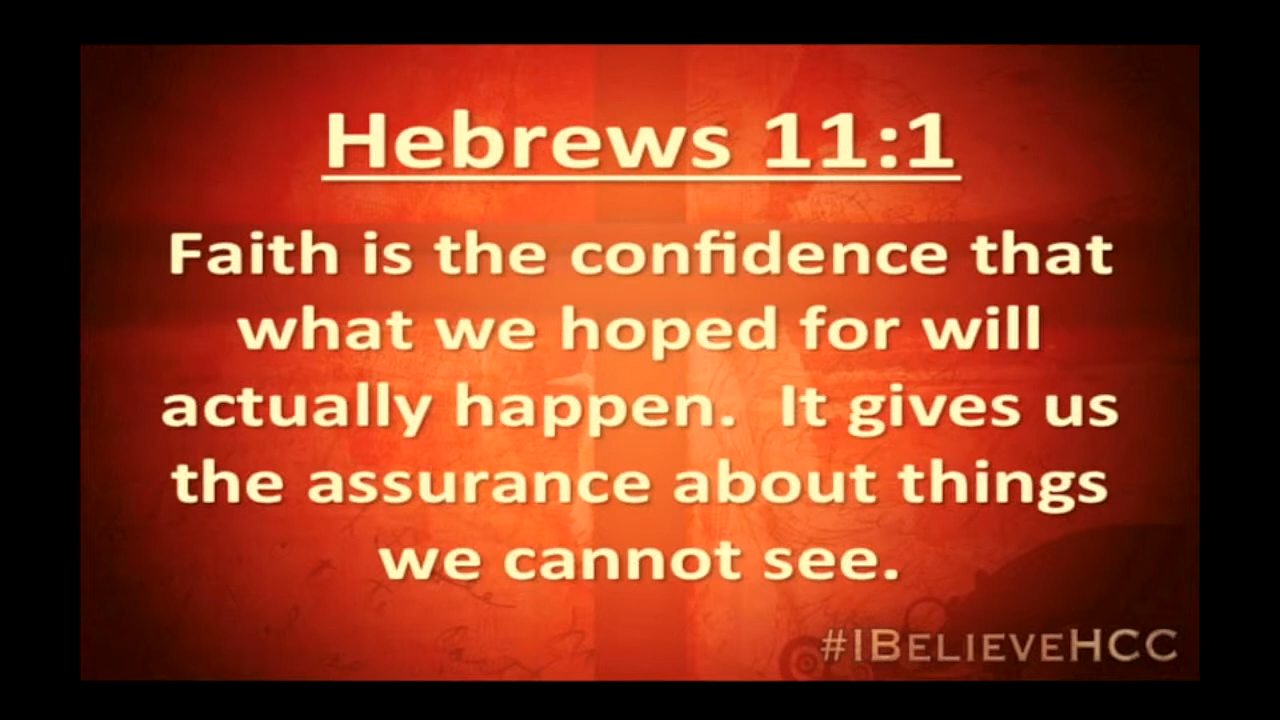 Hebrews 11:1
Faith is the confidence that
what we hoped for will
actually happen.  It gives us
the assurance about things
we cannot see.
#IBELIEVEHCC